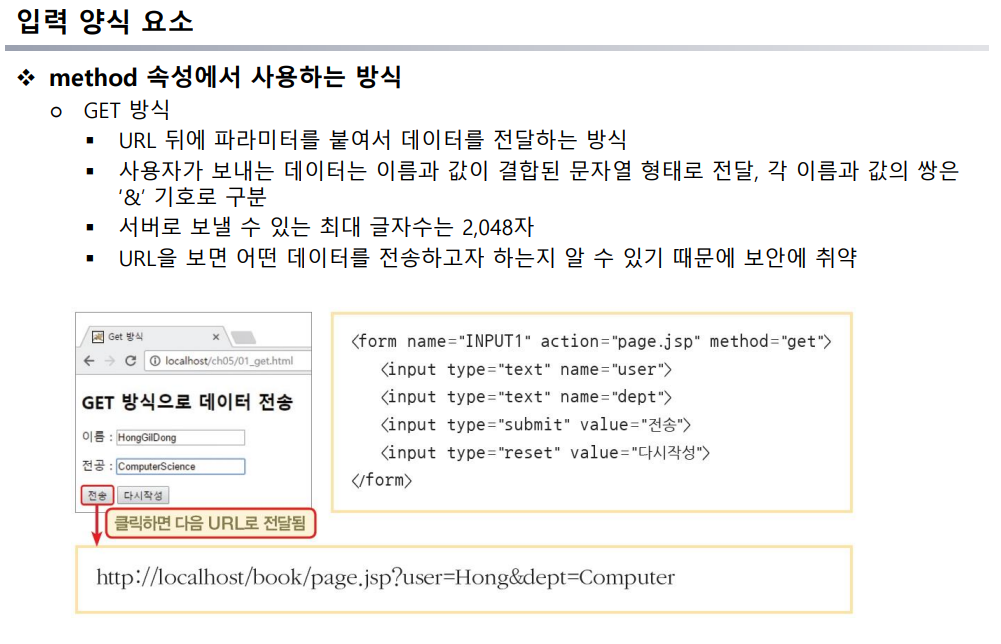 입력 양식 요소
❖ method 속성에서 사용하는 방식
o GET 방식
▪ URL 뒤에 파라미터를 붙여서 데이터를 전달하는 방식
▪ 사용자가 보내는 데이터는 이름과 값이 결합된 문자열 형태로 전달, 각 이름과 값의 쌍은
‘&’ 기호로 구분
▪ 서버로 보낼 수 있는 최대 글자수는 2,048자
▪ URL을 보면 어떤 데이터를 전송하고자 하는지 알 수 있기 때문에 보안에 취약
Get 방식
localhost/ch05/01_get.html
GET 방식으로 데이터 전송
이름 : HongGilDong
전공 : ComputerScience
전송 다시작성
클릭하면 다음 URL로 전달됨
<form name="INPUT1" action="page.jsp" method="get">
<input type="text" name="user">
<input type="text" name="dept">
<input type="submit" value="전송">
<input type="reset" value="다시작성">
</form>
http://localhost/book/page.jsp?user=Hong&dept=Computer